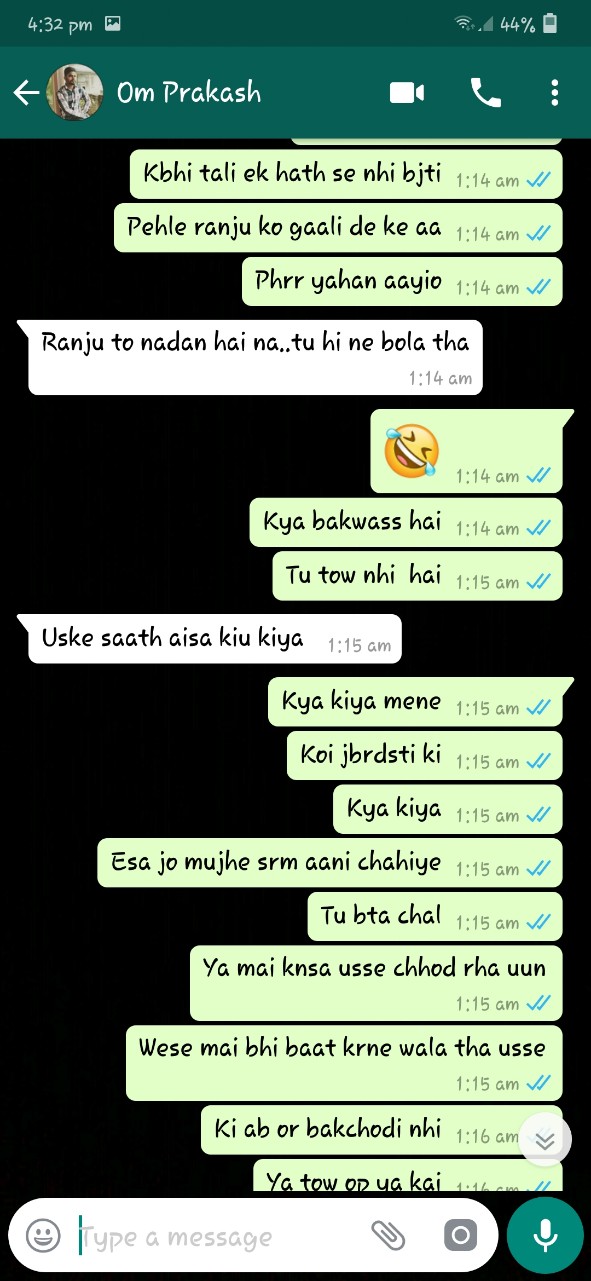 4:32 pm 44%
Om Prakash
Kbhi tali ek hath se nhi bjti 1:14 am
Pehle ranju ko gaali de ke aa 1:14 am
Phrr yahan aayio 1:14 am
Ranju to nadan hai na..tu hi ne bola tha
1:14 am
🤣 1:14 am
Kya bakwass hai 1:14 am
Tu tow nhi hai 1:15 am
Uske saath aisa kiu kiya 1:15 am
Kya kiya mene 1:15 am
Koi jbrdsti ki 1:15 am
Kya kiya 1:15 am
Esa jo mujhe srm aani chahiye 1:15 am
Tu bta chal 1:15 am
Ya mai knsa usse chhod rha uun
1:15 am
Wese mai bhi baat krne wala tha usse
1:15 am
Ki ab or bakchodi nhi 1:16 am
Ya tow op ya kai 1:16 am
Type a message